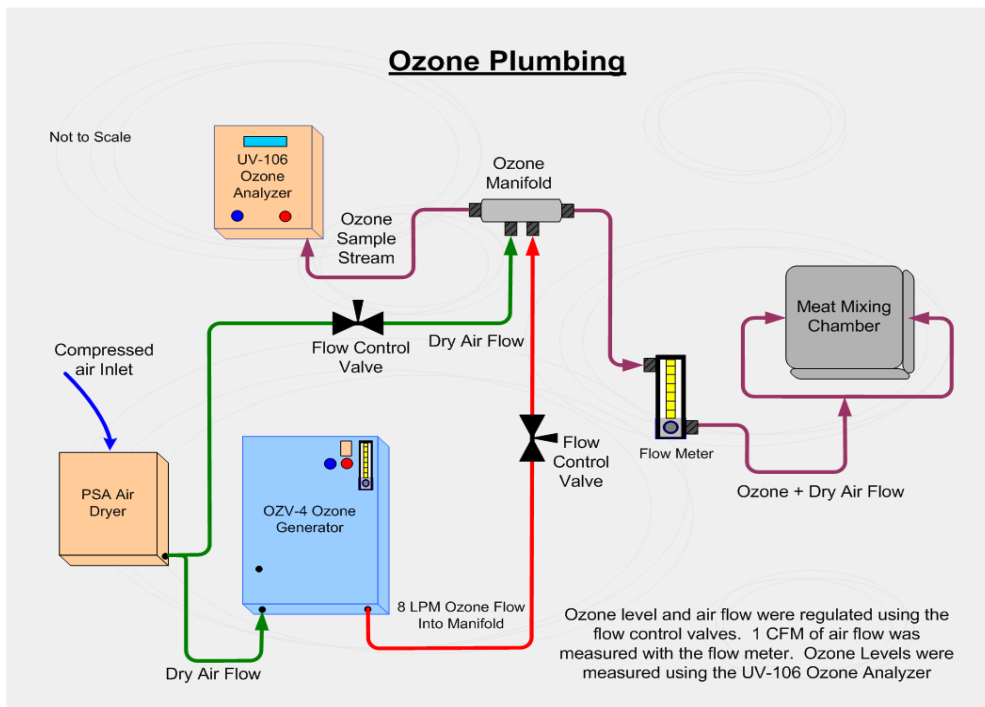 Ozone Plumbing
Not to Scale
UV-106
Ozone
Analyzer
Ozone
Manifold
Ozone
Sample
Stream
Meat Mixing
Chamber
Flow Control
Valve
Dry Air Flow
Compressed
air Inlet
Flow
Control
Valve
Flow Meter
PSA Air
Dryer
OZV-4 Ozone
Generator
Ozone + Dry Air Flow
8 LPM Ozone Flow
Into Manifold
Dry Air Flow
Ozone level and air flow were regulated using the
flow control valves.  1 CFM of air flow was
measured with the flow meter.  Ozone Levels were
measured using the UV-106 Ozone Analyzer